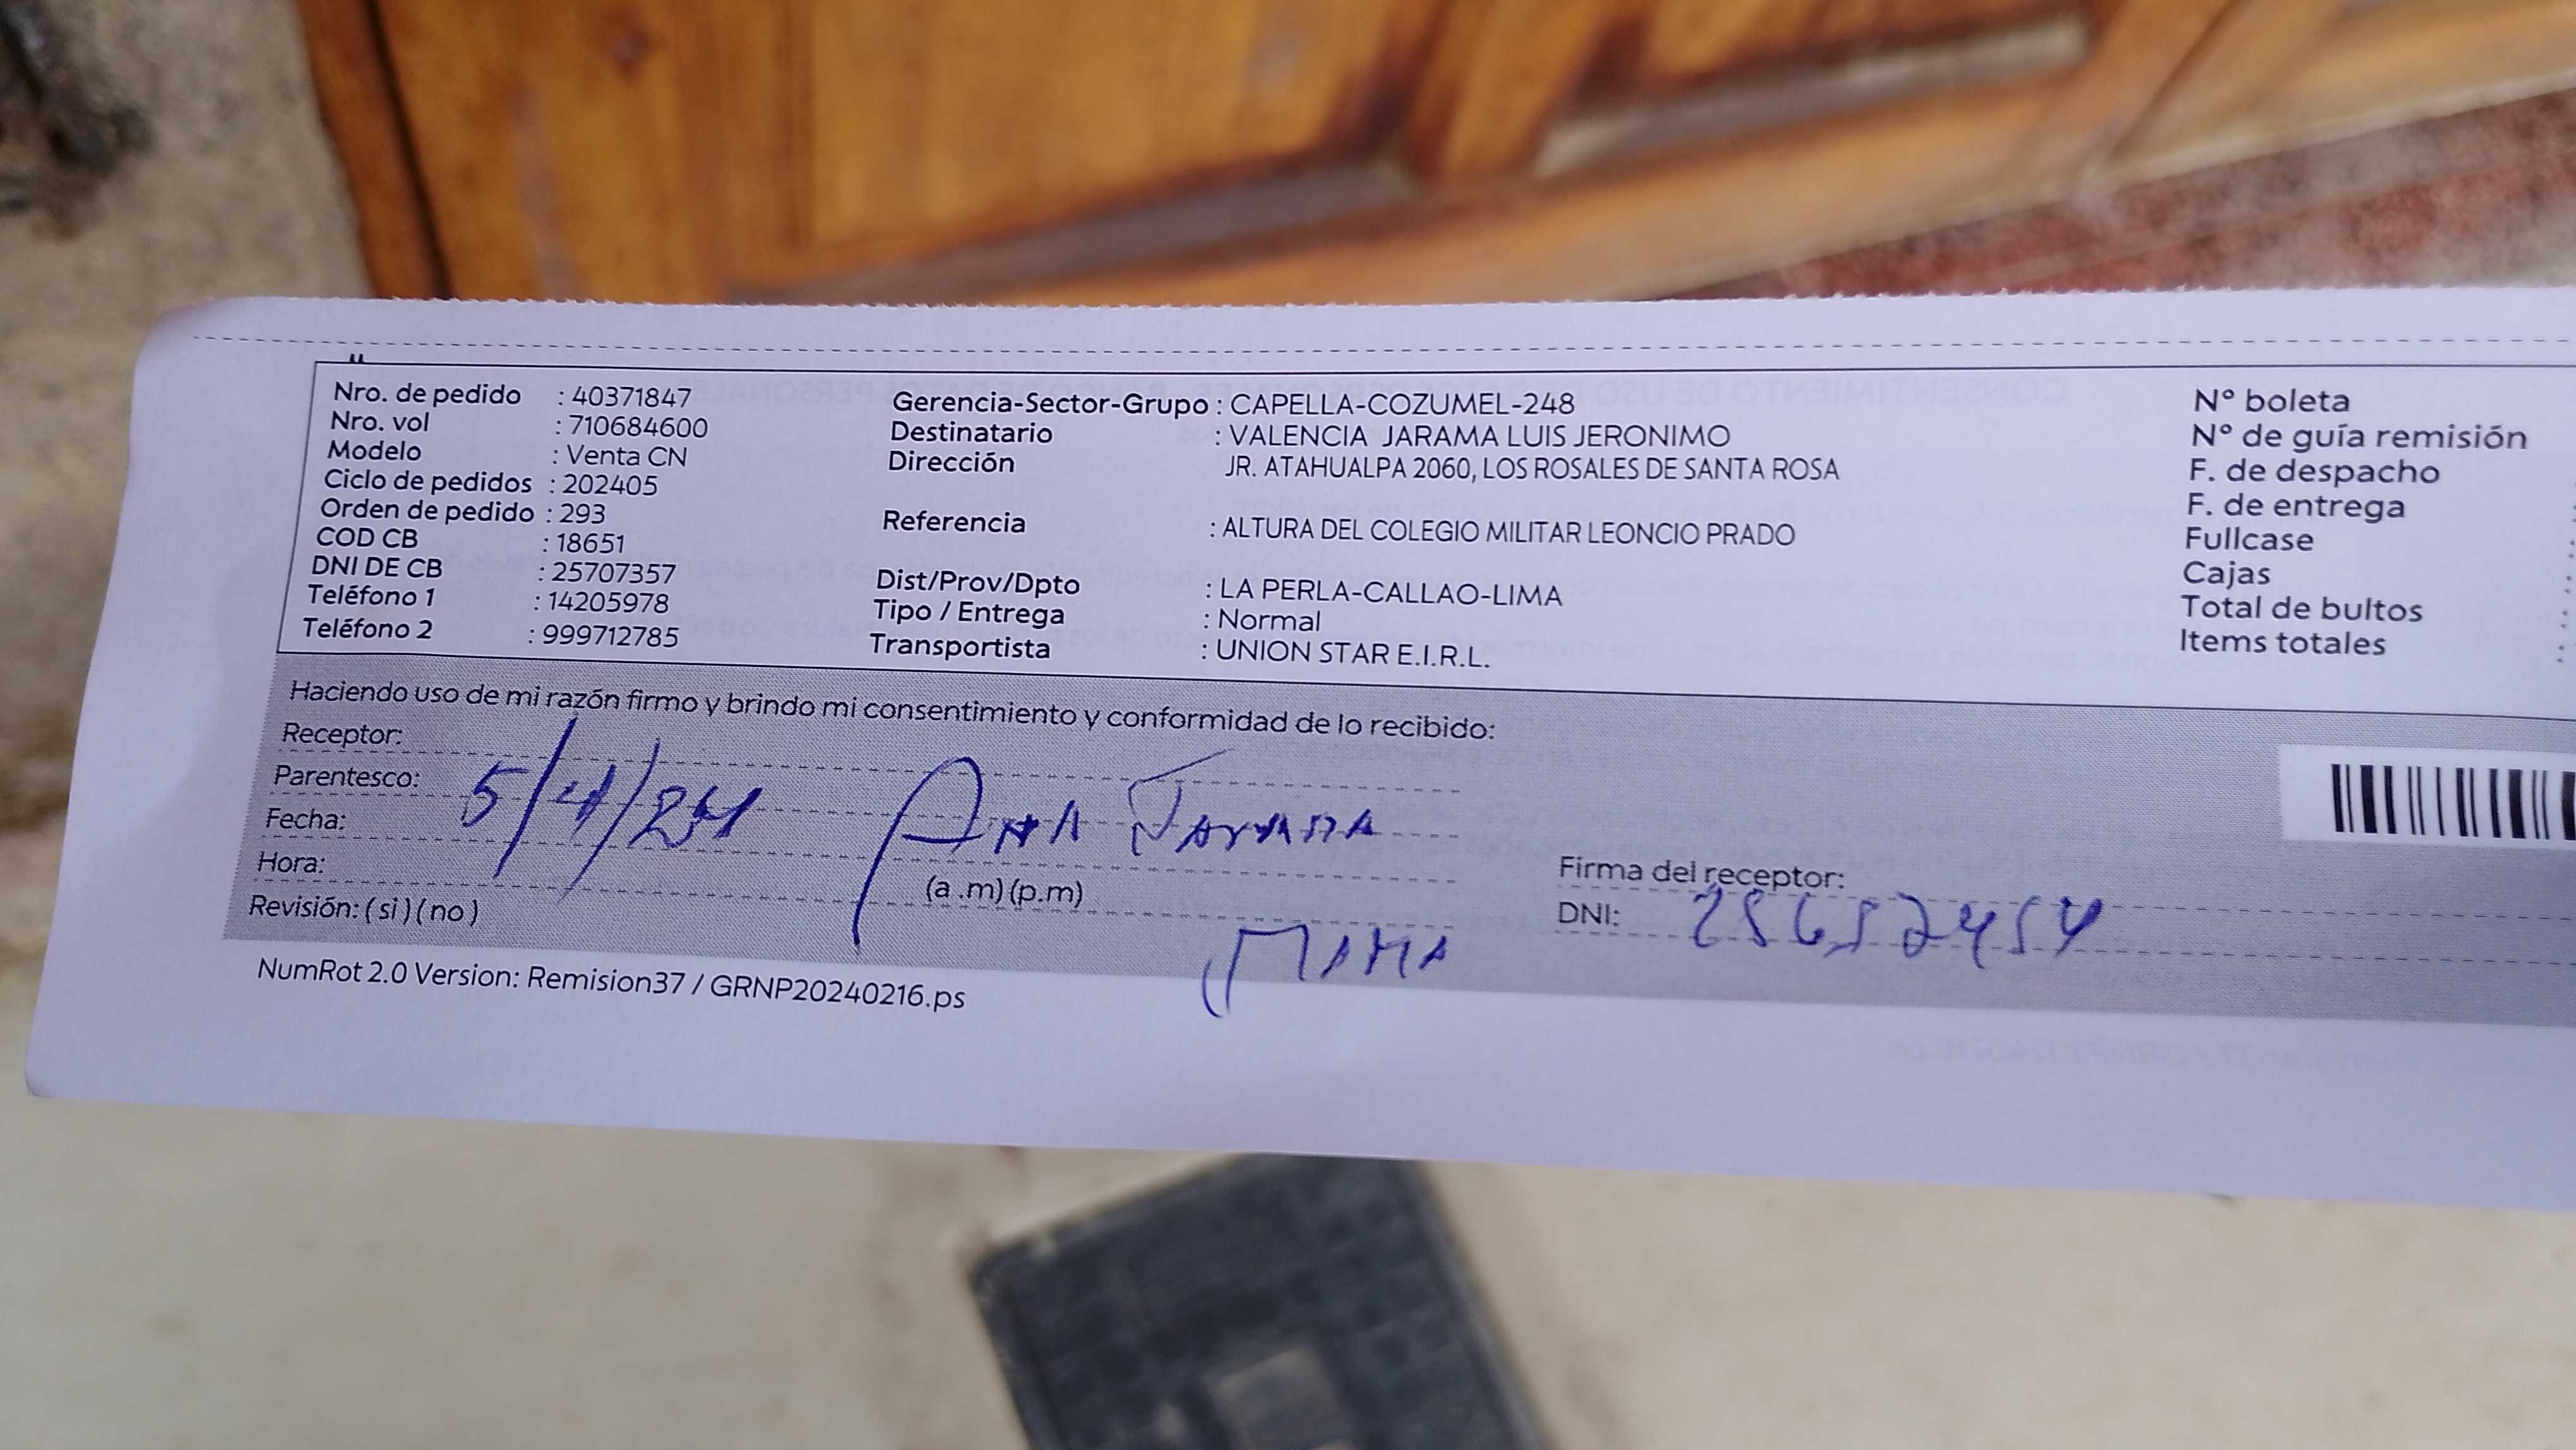 Nro. de pedido : 40371847
Nro. vol : 710684600
Modelo : Venta CN
Ciclo de pedidos : 202405
Orden de pedido : 293
COD CB : 18651
DNI DE CB : 25707357
Teléfono 1 : 14205978
Teléfono 2 : 999712785
Gerencia-Sector-Grupo : CAPELLA-COZUMEL-248
Destinatario : VALENCIA JARAMA LUIS JERONIMO
Dirección JR. ATAHUALPA 2060, LOS ROSALES DE SANTA ROSA
Referencia : ALTURA DEL COLEGIO MILITAR LEONCIO PRADO
Dist/Prov/Dpto : LA PERLA-CALLAO-LIMA
Tipo / Entrega : Normal
Transportista : UNION STAR E.I.R.L.
N° boleta
N° de guía remisión
F. de despacho :
F. de entrega :
Fullcase :
Cajas :
Total de bultos :
Items totales :
Haciendo uso de mi razón firmo y brindo mi consentimiento y conformidad de lo recibido:
Receptor:
Parentesco:
Fecha: 5/4/24 Ana Jarama
Hora: (a .m) (p.m)
Revisión: ( si ) ( no )
MAMA
Firma del receptor:
DNI:
NumRot 2.0 Version: Remision37 / GRNP20240216.ps